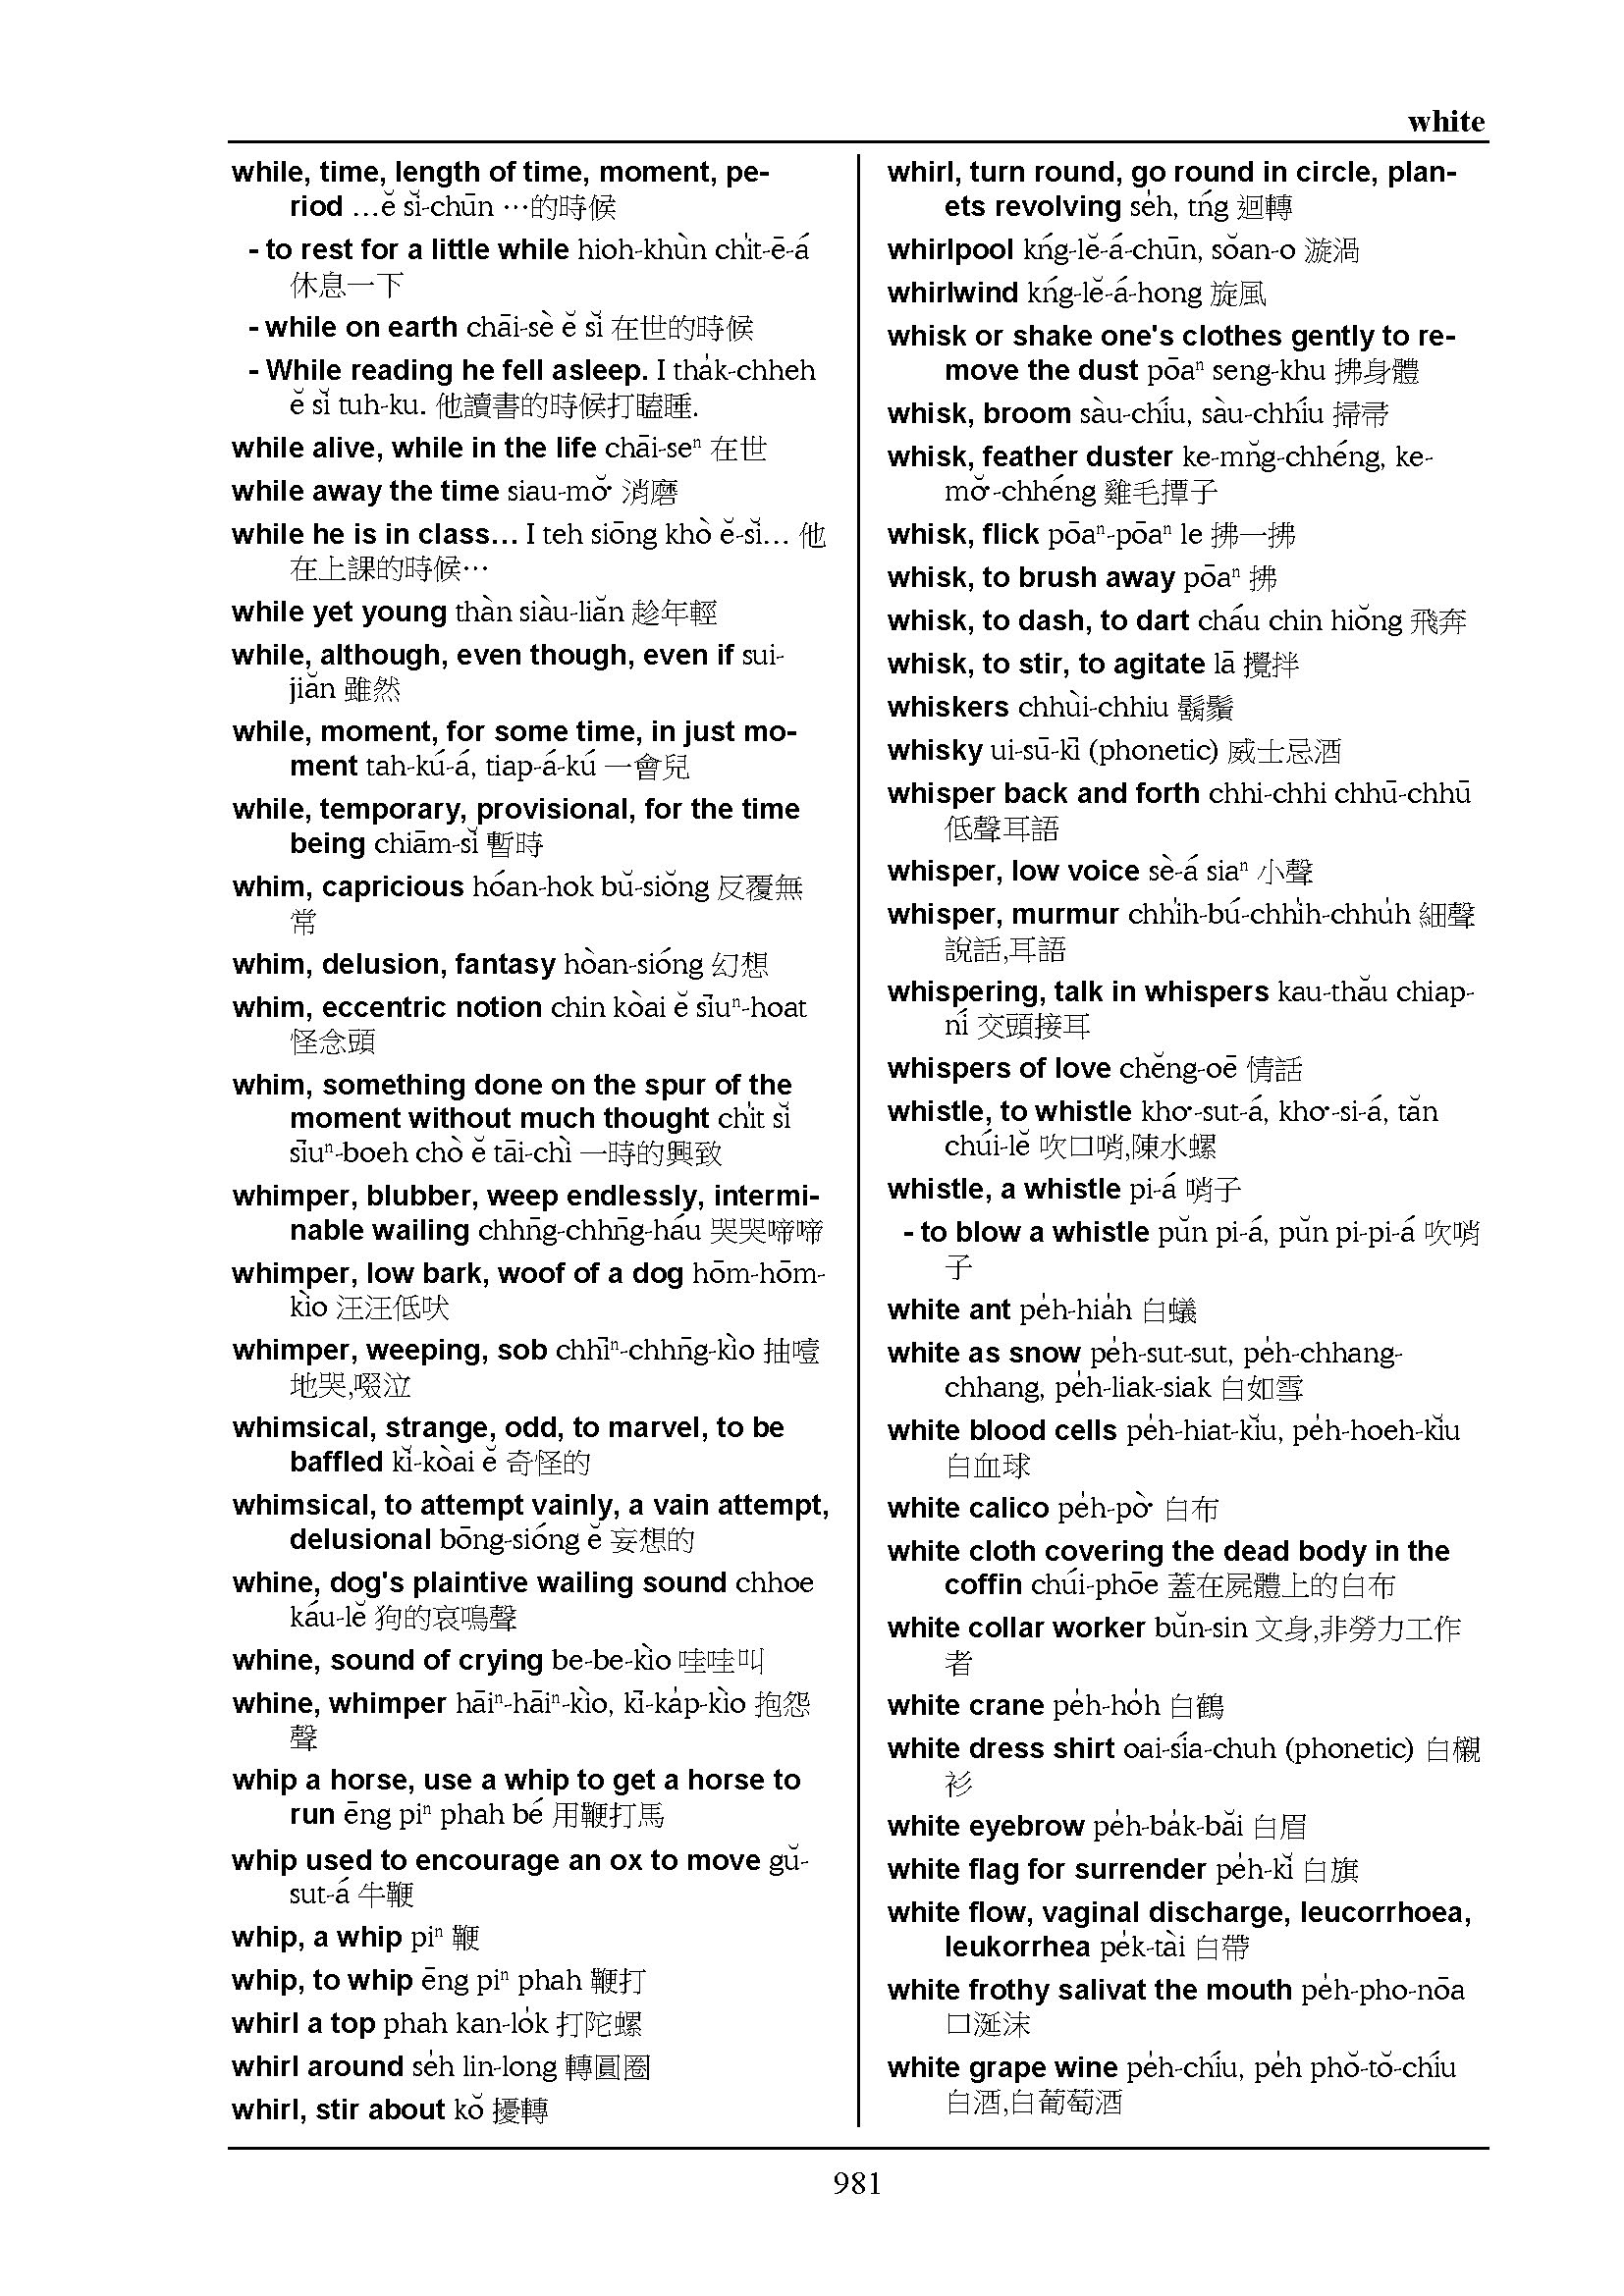 white
while, time, length of time, moment, pe-
riod …ĕ sĭ-chūn …的時候
- to rest for a little while hioh-khùn chi̍t-ē-á
休息一下
- while on earth chāi-sè ĕ sĭ 在世的時候
- While reading he fell asleep. I tha̍k-chheh
ĕ sĭ tuh-ku. 他讀書的時候打瞌睡.
while alive, while in the life chāi-seⁿ 在世
while away the time siau-mŏ͘ 消磨
while he is in class… I teh siōng khò ĕ-sĭ… 他
在上課的時候…
while yet young thàn siàu-liăn 趁年輕
while, although, even though, even if sui-
jiăn 雖然
while, moment, for some time, in just mo-
ment tah-kú-á, tiap-á-kú 一會兒
while, temporary, provisional, for the time
being chiām-sĭ 暫時
whim, capricious hóan-hok bŭ-siŏng 反覆無
常
whim, delusion, fantasy hòan-sióng 幻想
whim, eccentric notion chin kòai ĕ sīuⁿ-hoat
怪念頭
whim, something done on the spur of the
moment without much thought chi̍t sĭ
sīuⁿ-boeh chò ĕ tāi-chì 一時的興致
whimper, blubber, weep endlessly, intermi-
nable wailing chhn̄g-chhn̄g-háu 哭哭啼啼
whimper, low bark, woof of a dog hōm-hōm-
kìo 汪汪低吠
whimper, weeping, sob chhīⁿ-chhn̄g-kìo 抽噎
地哭,啜泣
whimsical, strange, odd, to marvel, to be
baffled kĭ-kòai ĕ 奇怪的
whimsical, to attempt vainly, a vain attempt,
delusional bōng-sióng ĕ 妄想的
whine, dog's plaintive wailing sound chhoe
káu-lĕ 狗的哀鳴聲
whine, sound of crying be-be-kìo 哇哇叫
whine, whimper hāiⁿ-hāiⁿ-kìo, kī-ka̍p-kìo 抱怨
聲
whip a horse, use a whip to get a horse to
run ēng piⁿ phah bé 用鞭打馬
whip used to encourage an ox to move gŭ-
sut-á 牛鞭
whip, a whip piⁿ 鞭
whip, to whip ēng piⁿ phah 鞭打
whirl a top phah kan-lo̍k 打陀螺
whirl around se̍h lin-long 轉圓圈
whirl, stir about kŏ 擾轉
whirl, turn round, go round in circle, plan-
ets revolving se̍h, tńg 迴轉
whirlpool kńg-lĕ-á-chūn, sŏan-o 漩渦
whirlwind kńg-lĕ-á-hong 旋風
whisk or shake one's clothes gently to re-
move the dust pōaⁿ seng-khu 拂身體
whisk, broom sàu-chíu, sàu-chhíu 掃帚
whisk, feather duster ke-mn̆g-chhéng, ke-
mŏ͘-chhéng 雞毛撢子
whisk, flick pōaⁿ-pōaⁿ le 拂一拂
whisk, to brush away pōaⁿ 拂
whisk, to dash, to dart cháu chin hiŏng 飛奔
whisk, to stir, to agitate lā 攪拌
whiskers chhùi-chhiu 鬍鬚
whisky ui-sū-kī (phonetic) 威士忌酒
whisper back and forth chhi-chhi chhū-chhū
低聲耳語
whisper, low voice sè-á siaⁿ 小聲
whisper, murmur chhi̍h-bú-chhi̍h-chhu̍h 細聲
說話,耳語
whispering, talk in whispers kau-thău chiap-
ní 交頭接耳
whispers of love chĕng-oē 情話
whistle, to whistle kho͘-sut-á, kho͘-si-á, tăn
chúi-lĕ 吹口哨,陳水螺
whistle, a whistle pi-á 哨子
- to blow a whistle pŭn pi-á, pŭn pi-pi-á 吹哨
子
white ant pe̍h-hia̍h 白蟻
white as snow pe̍h-sut-sut, pe̍h-chhang-
chhang, pe̍h-liak-siak 白如雪
white blood cells pe̍h-hiat-kĭu, pe̍h-hoeh-kĭu
白血球
white calico pe̍h-pò͘ 白布
white cloth covering the dead body in the
coffin chúi-phōe 蓋在屍體上的白布
white collar worker bŭn-sin 文身,非勞力工作
者
white crane pe̍h-ho̍h 白鶴
white dress shirt oai-sía-chuh (phonetic) 白襯
衫
white eyebrow pe̍h-ba̍k-băi 白眉
white flag for surrender pe̍h-kĭ 白旗
white flow, vaginal discharge, leucorrhoea,
leukorrhea pe̍k-tài 白帶
white frothy salivat the mouth pe̍h-pho-nōa
口涎沫
white grape wine pe̍h-chíu, pe̍h phŏ-tŏ-chíu
白酒,白葡萄酒
981